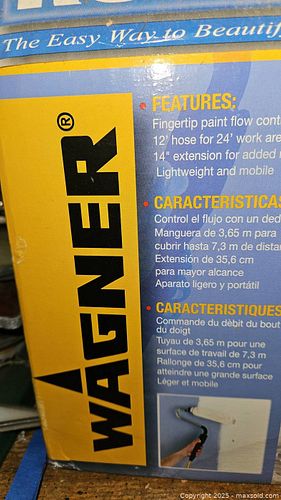 The Easy Way to Beautif
WAGNER®
• FEATURES:
Fingertip paint flow cont
12' hose for 24' work are
14" extension for added r
Lightweight and mobile
• CARACTERISTICAS
Control el flujo con un ded
Manguera de 3,65 m para
cubrir hasta 7,3 m de distan
Extensión de 35,6 cm
para mayor alcance
Aparato ligero y portátil
• CARACTERISTIQUES
Commande du débit du bout
du doigt
Tuyau de 3,65 m pour une
surface de travail de 7,3 m
Rallonge de 35,6 cm pour
atteindre une grande surface
Léger et mobile
Copyright 2025 - maxsold.com